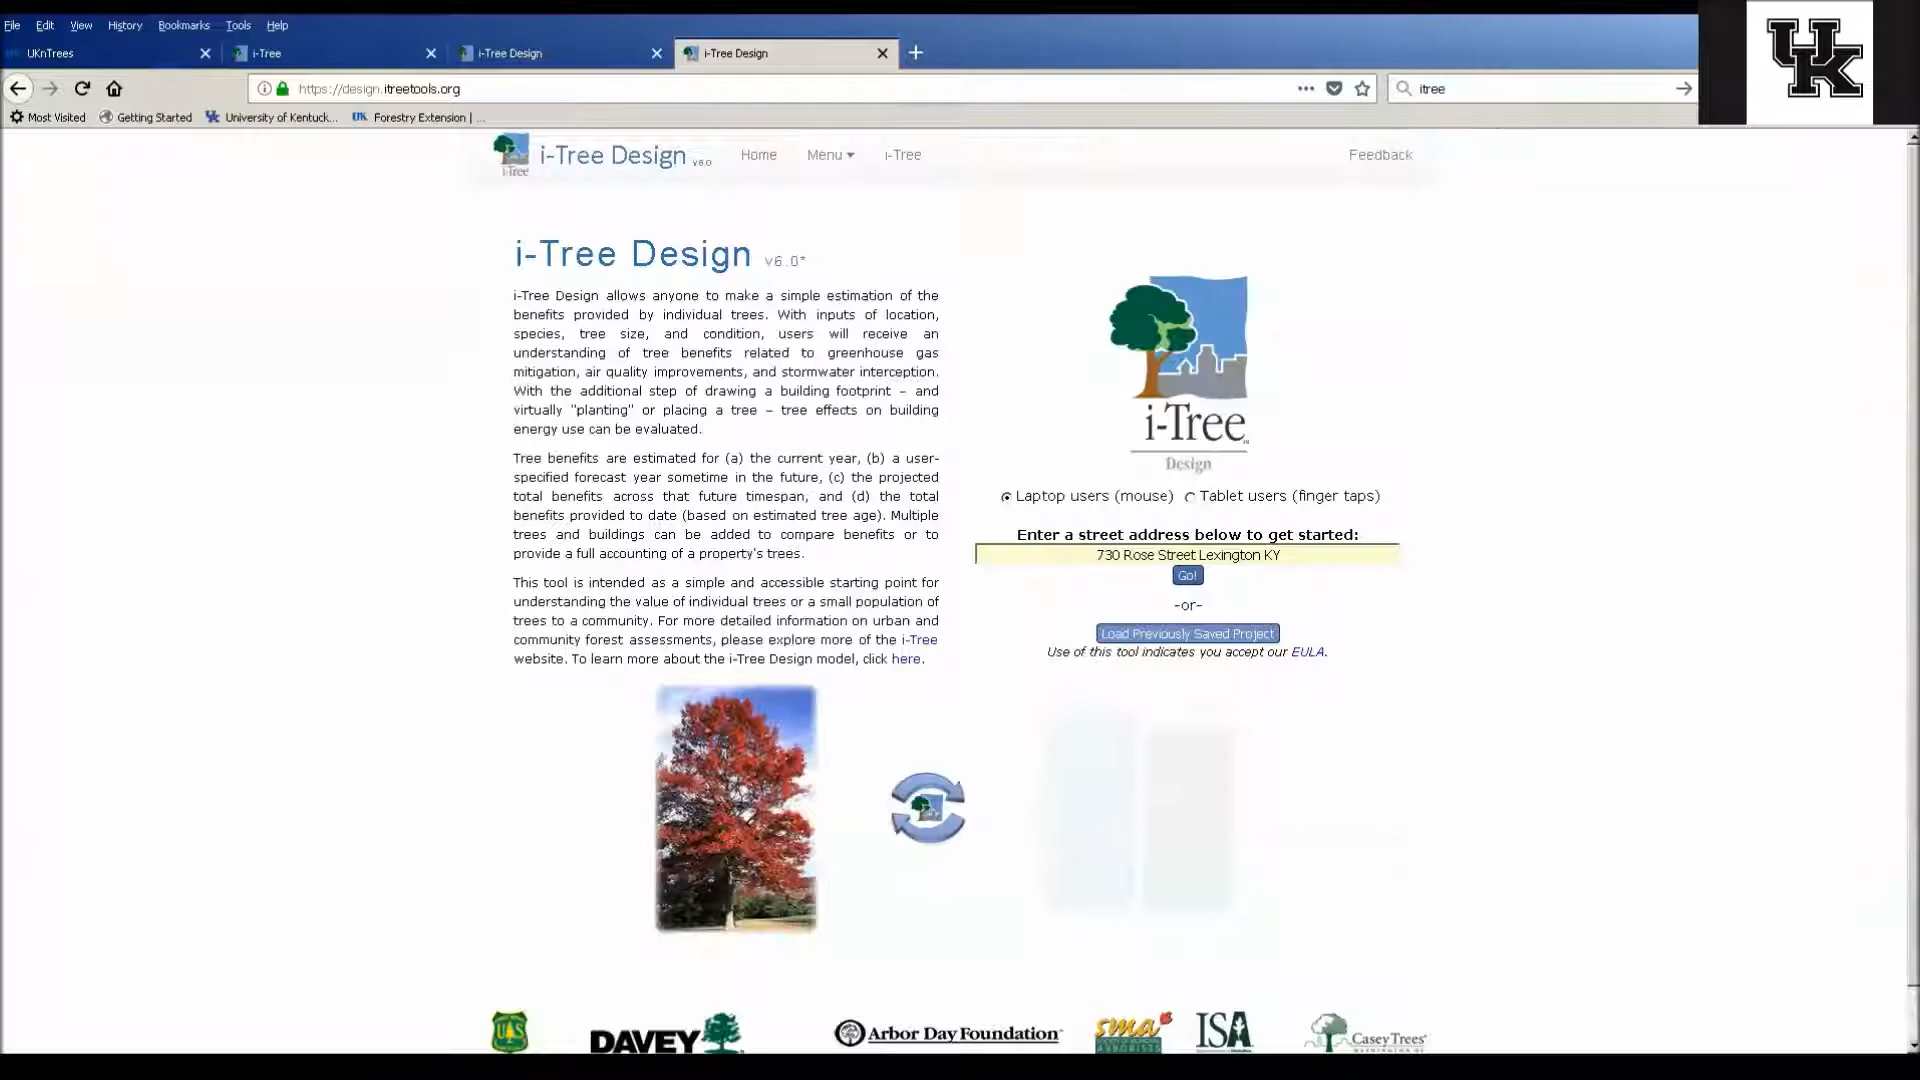 File Edit View History Bookmarks Tools Help
UKnTrees i-Tree i-Tree Design i-Tree Design
https://design.itreetools.org itree
Most Visited Getting Started University of Kentuck... UK Forestry Extension | ...
UK
i-Tree
i-Tree Design v6.0 Home Menu i-Tree Feedback
i-Tree Design v6.0*
i-Tree Design allows anyone to make a simple estimation of the
benefits provided by individual trees. With inputs of location,
species, tree size, and condition, users will receive an
understanding of tree benefits related to greenhouse gas
mitigation, air quality improvements, and stormwater interception.
With the additional step of drawing a building footprint – and
virtually "planting" or placing a tree – tree effects on building
energy use can be evaluated.
Tree benefits are estimated for (a) the current year, (b) a user-
specified forecast year sometime in the future, (c) the projected
total benefits across that future timespan, and (d) the total
benefits provided to date (based on estimated tree age). Multiple
trees and buildings can be added to compare benefits or to
provide a full accounting of a property's trees.
This tool is intended as a simple and accessible starting point for
understanding the value of individual trees or a small population of
trees to a community. For more detailed information on urban and
community forest assessments, please explore more of the i-Tree
website. To learn more about the i-Tree Design model, click here.
i-Tree
Design
Laptop users (mouse) Tablet users (finger taps)
Enter a street address below to get started:
730 Rose Street Lexington KY
Go!
-or-
Load Previously Saved Project
Use of this tool indicates you accept our EULA.
UAS
DAVEY
Arbor Day Foundation
sma
ISA
Casey Trees